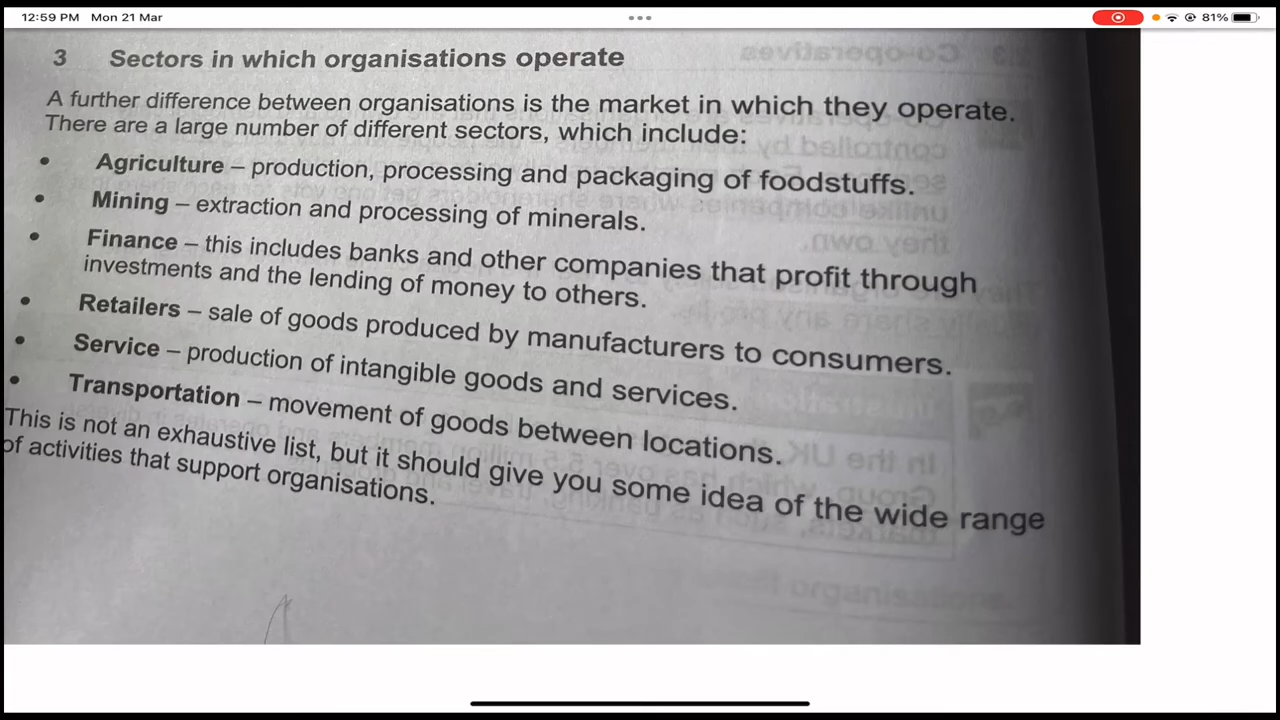 12:59 PM Mon 21 Mar
81%
3 Sectors in which organisations operate
A further difference between organisations is the market in which they operate.
There are a large number of different sectors, which include:
• Agriculture – production, processing and packaging of foodstuffs.
• Mining – extraction and processing of minerals.
• Finance – this includes banks and other companies that profit through
investments and the lending of money to others.
• Retailers – sale of goods produced by manufacturers to consumers.
• Service – production of intangible goods and services.
• Transportation – movement of goods between locations.
This is not an exhaustive list, but it should give you some idea of the wide range
of activities that support organisations.